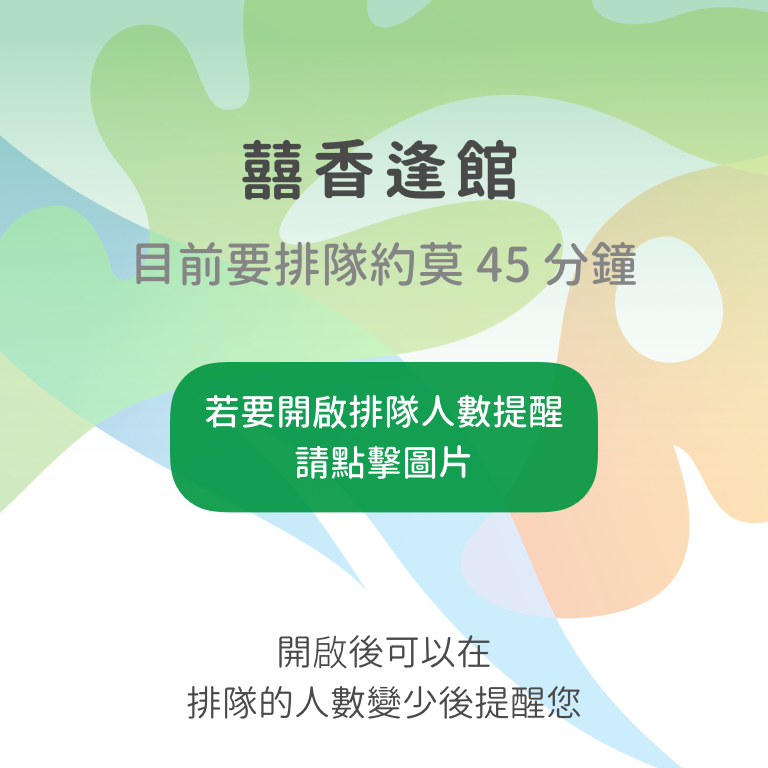 囍香逢館
目前要排隊約莫 45 分鐘
若要開啟排隊人數提醒
請點擊圖片
開啟後可以在
排隊的人數變少後提醒您